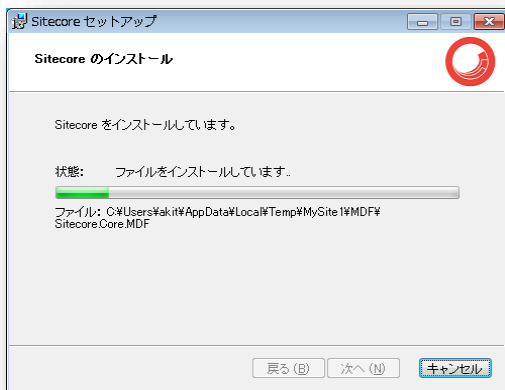 Sitecore セットアップ
Sitecore のインストール
Sitecore をインストールしています。
状態: ファイルをインストールしています..
ファイル: C:¥Users¥akit¥AppData¥Local¥Temp¥MySite1¥MDF¥
Sitecore.Core.MDF
戻る(B) 次へ(N) キャンセル